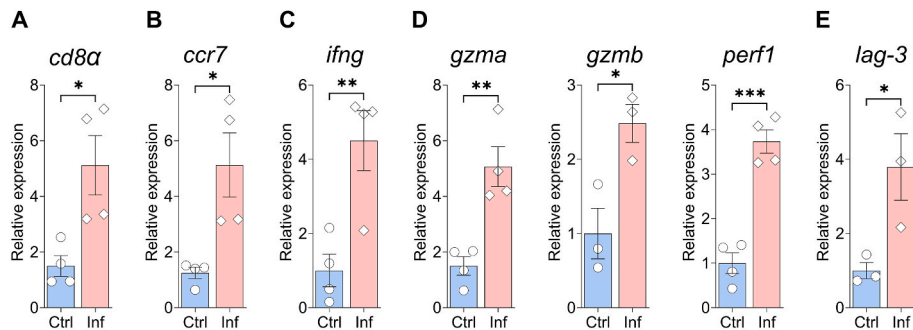 A
B
C
D
E
cd8α
ccr7
ifng
gzma
gzmb
perf1
lag-3
*
*
**
**
*
***
*
Relative expression
8
6
4
2
0
Ctrl
Inf
Relative expression
8
6
4
2
0
Ctrl
Inf
Relative expression
6
4
2
0
Ctrl
Inf
Relative expression
8
6
4
2
0
Ctrl
Inf
Relative expression
3
2
1
0
Ctrl
Inf
Relative expression
5
4
3
2
1
0
Ctrl
Inf
Relative expression
6
4
2
0
Ctrl
Inf